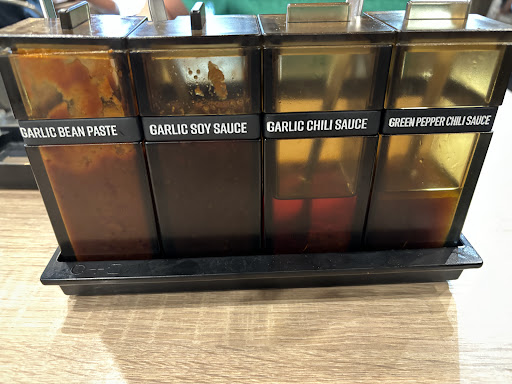 GARLIC BEAN PASTE
GARLIC SOY SAUCE
GARLIC CHILI SAUCE
GREEN PEPPER CHILI SAUCE